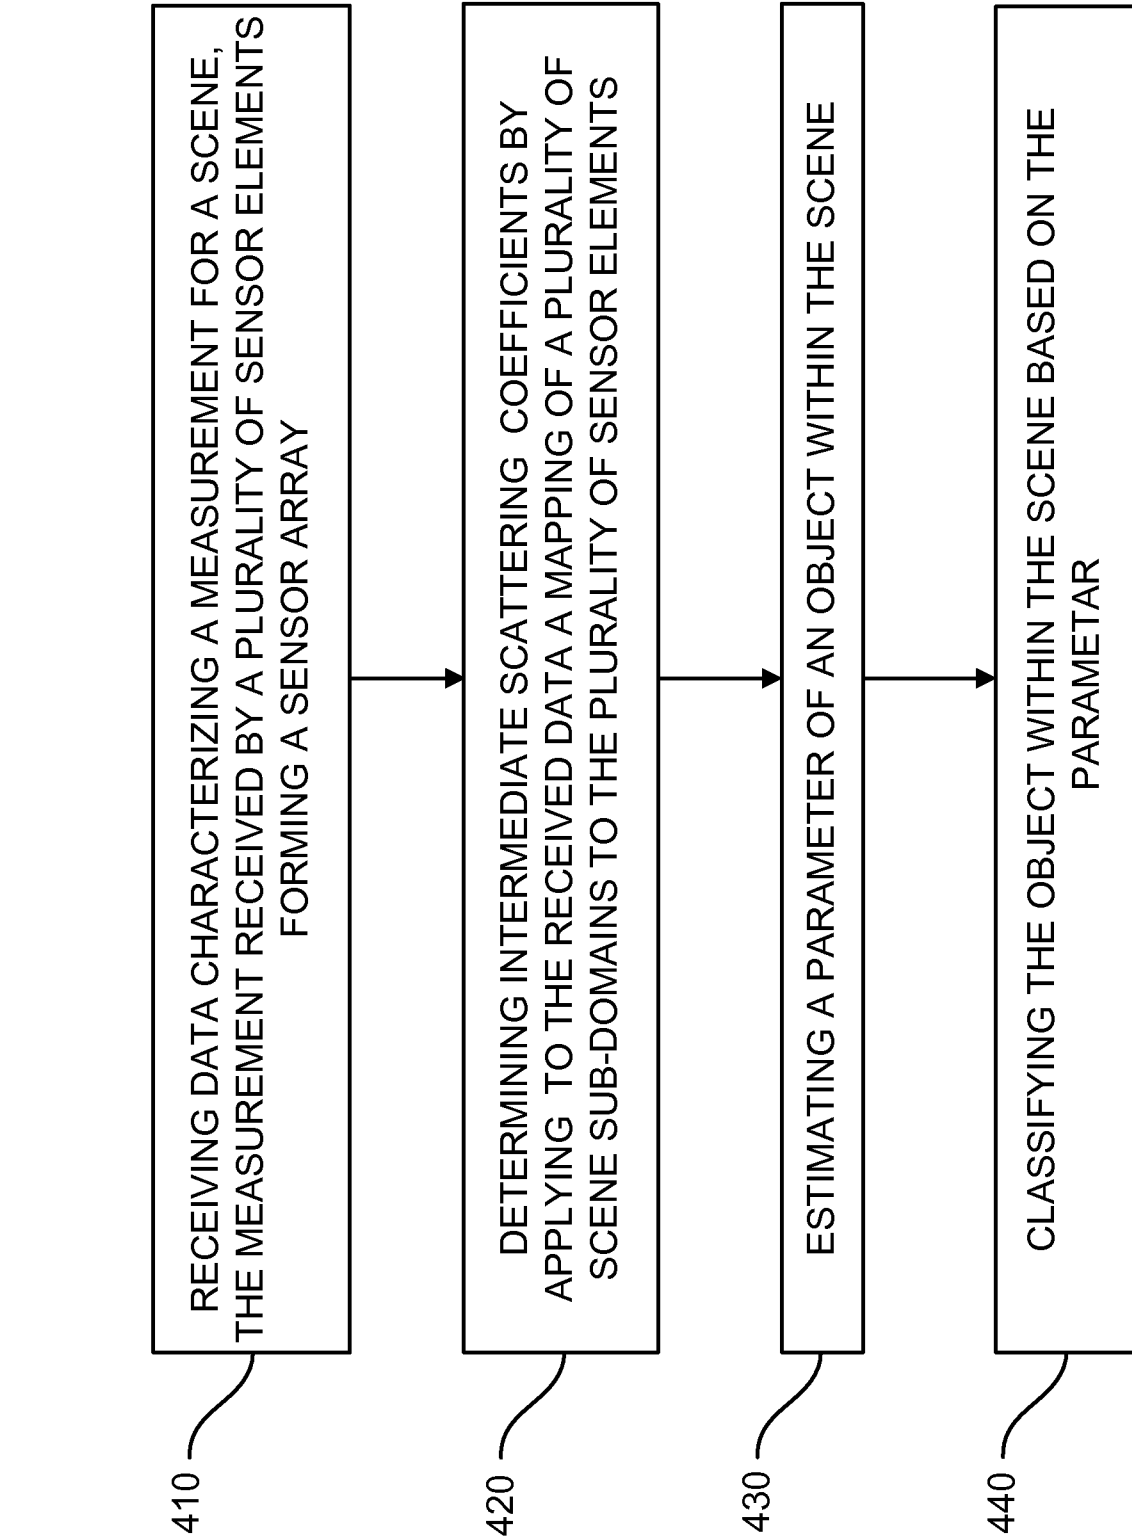 410
RECEIVING DATA CHARACTERIZING A MEASUREMENT FOR A SCENE,
THE MEASUREMENT RECEIVED BY A PLURALITY OF SENSOR ELEMENTS
FORMING A SENSOR ARRAY
420
DETERMINING INTERMEDIATE SCATTERING COEFFICIENTS BY
APPLYING TO THE RECEIVED DATA A MAPPING OF A PLURALITY OF
SCENE SUB-DOMAINS TO THE PLURALITY OF SENSOR ELEMENTS
430
ESTIMATING A PARAMETER OF AN OBJECT WITHIN THE SCENE
440
CLASSIFYING THE OBJECT WITHIN THE SCENE BASED ON THE
PARAMETAR